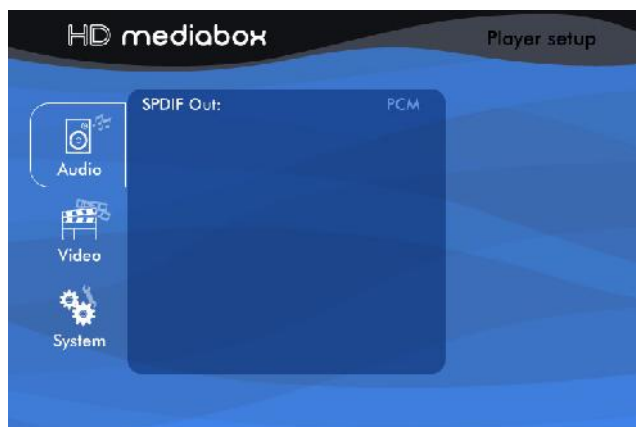 HD mediabox
Player setup
SPDIF Out: PCM
Audio
Video
System